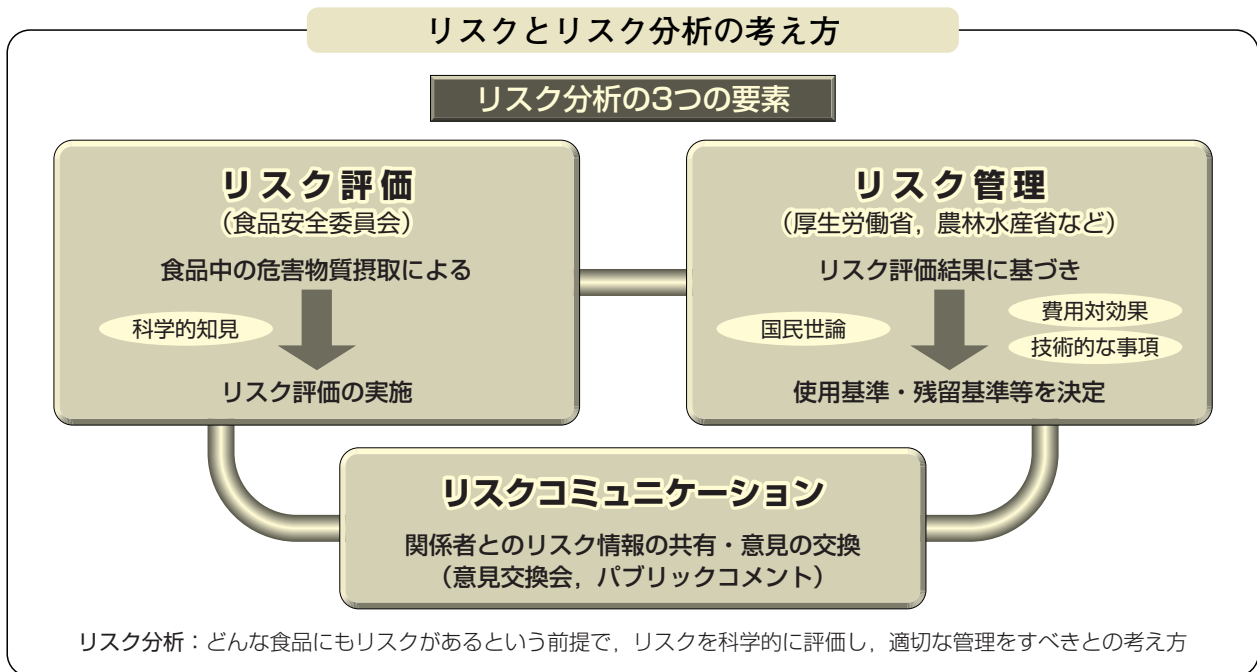 リスクとリスク分析の考え方
リスク分析の3つの要素
リスク評価
（食品安全委員会）
食品中の危害物質摂取による
科学的知見
リスク評価の実施
リスク管理
（厚生労働省，農林水産省など）
リスク評価結果に基づき
国民世論
費用対効果
技術的な事項
使用基準・残留基準等を決定
リスクコミュニケーション
関係者とのリスク情報の共有・意見の交換
（意見交換会，パブリックコメント）
リスク分析：どんな食品にもリスクがあるという前提で，リスクを科学的に評価し，適切な管理をすべきとの考え方